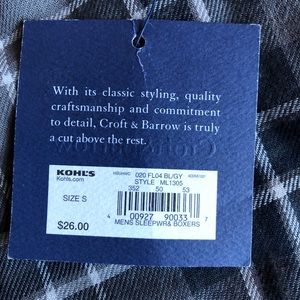 With its classic styling, quality
craftsmanship and commitment
to detail, Croft & Barrow is truly
a cut above the rest.
KOHL'S
Kohls.com
020 FL04 BL/GY
STYLE ML1305
352 50 53
SIZE S
$26.00
4 00927 90033 7
MENS SLEEPWR& BOXERS